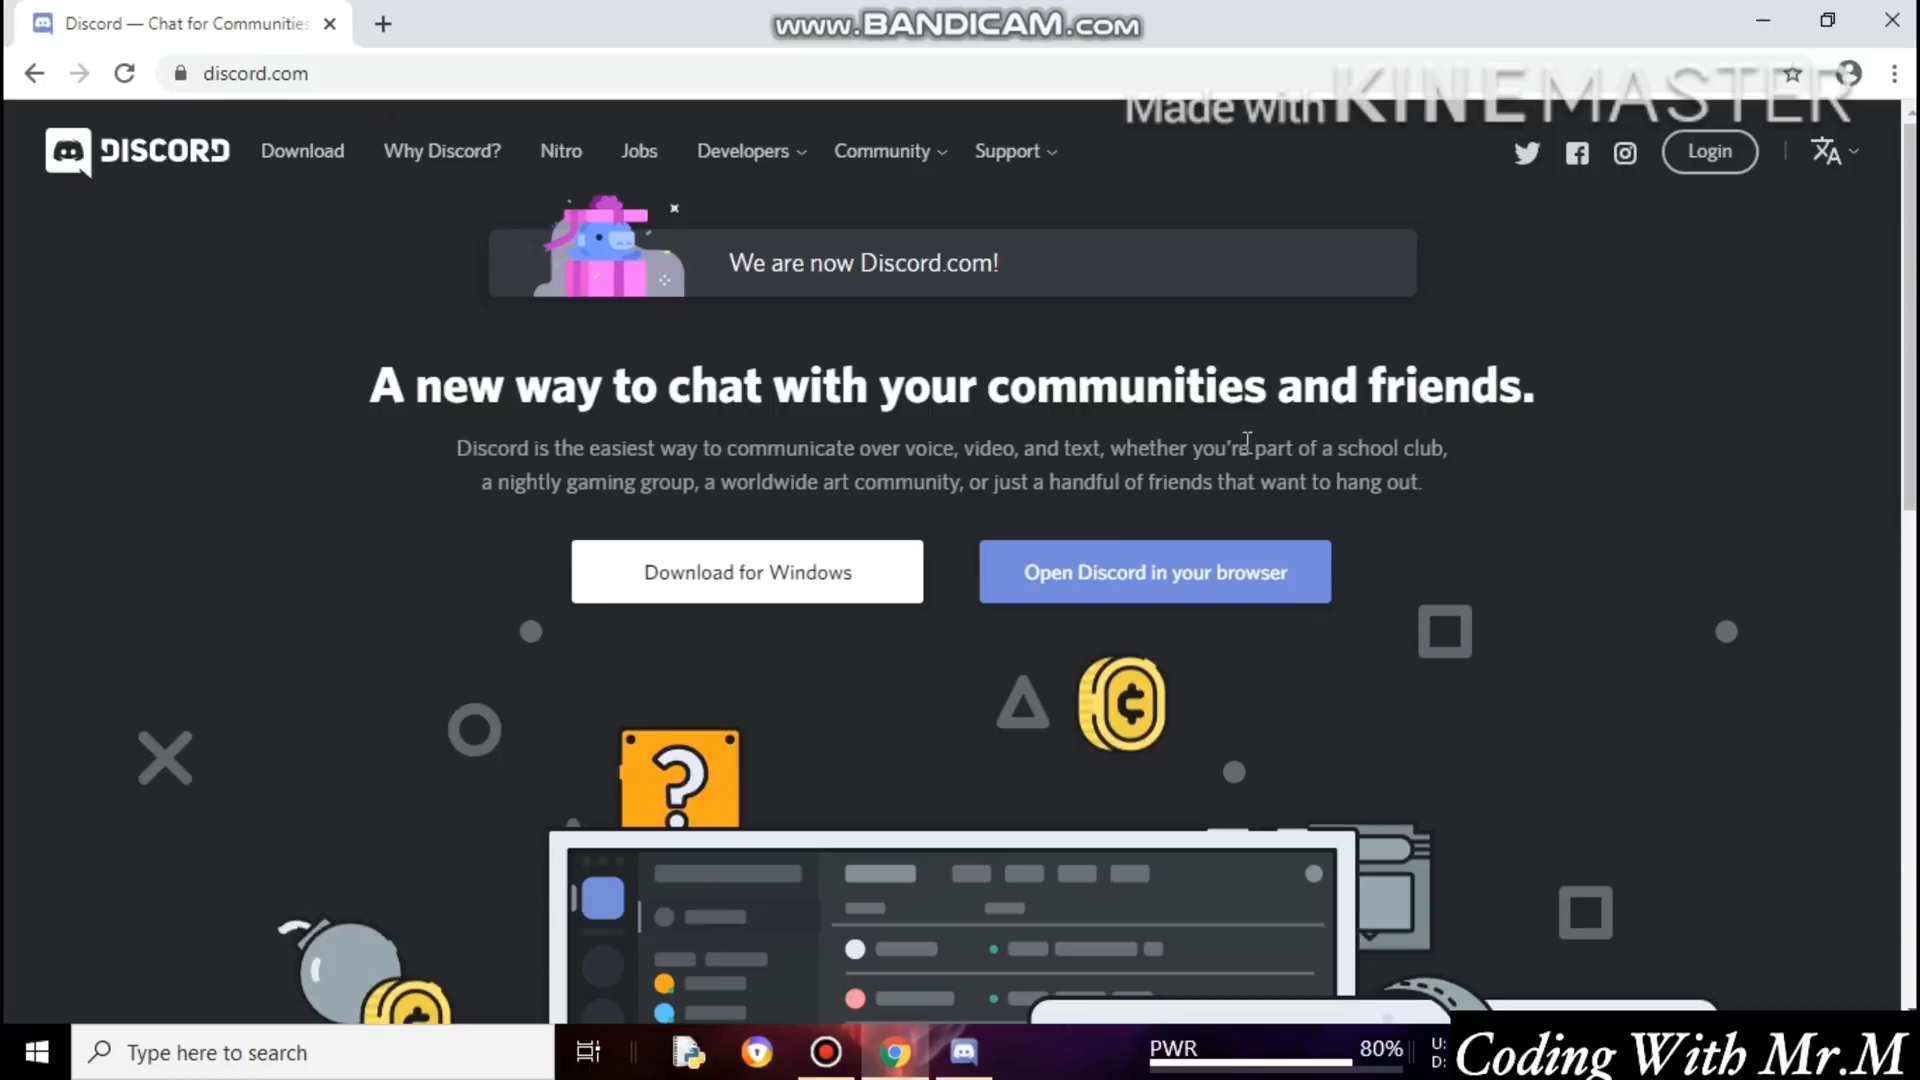 Discord — Chat for Communities
www.BANDICAM.com
discord.com
Made with KINEMASTER
DISCORD
Download
Why Discord?
Nitro
Jobs
Developers
Community
Support
Login
We are now Discord.com!
A new way to chat with your communities and friends.
Discord is the easiest way to communicate over voice, video, and text, whether you're part of a school club,
a nightly gaming group, a worldwide art community, or just a handful of friends that want to hang out.
Download for Windows
Open Discord in your browser
?
Type here to search
PWR
80%
U:
D:
Coding With Mr.M